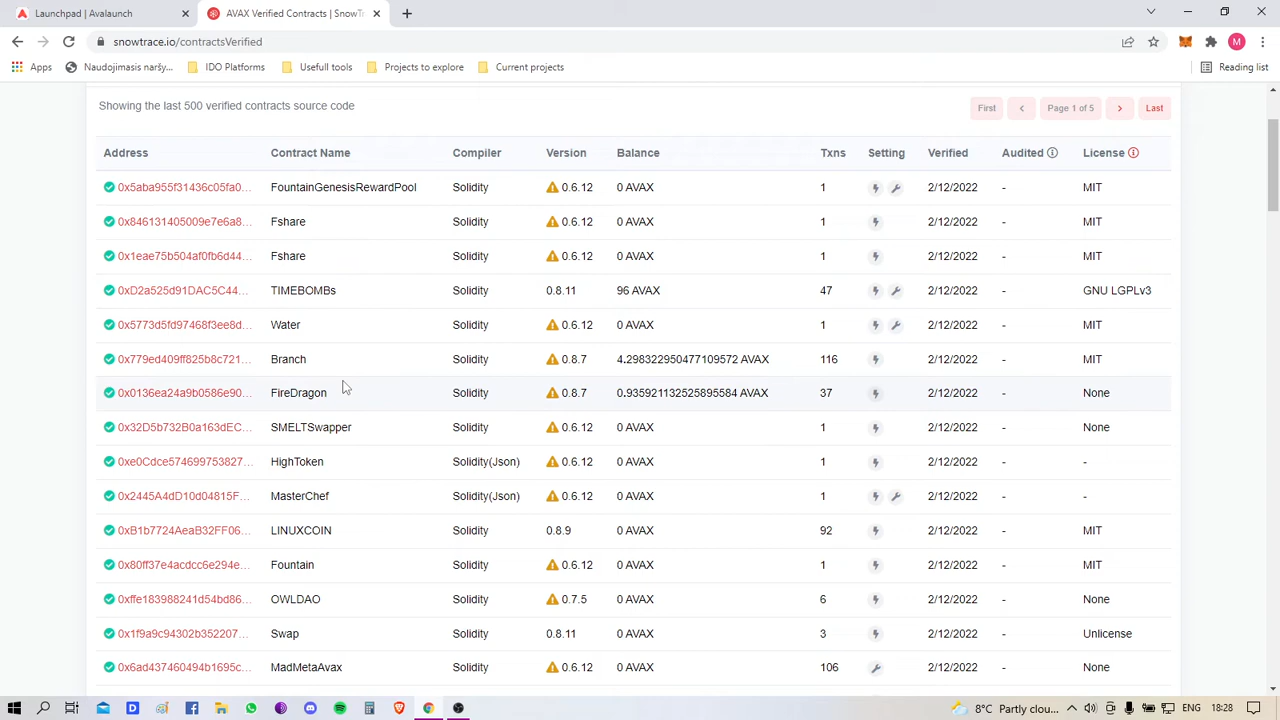 Launchpad | Avalaunch
AVAX Verified Contracts | SnowTr
snowtrace.io/contractsVerified
M
Apps
Naudojimasis naršy...
IDO Platforms
Usefull tools
Projects to explore
Current projects
Reading list
Showing the last 500 verified contracts source code
First
Page 1 of 5
Last
Address Contract Name Compiler Version Balance Txns Setting Verified Audited License
0x5aba955f31436c05fa0... FountainGenesisRewardPool Solidity 0.6.12 0 AVAX 1 2/12/2022 - MIT
0x846131405009e7e6a8... Fshare Solidity 0.6.12 0 AVAX 1 2/12/2022 - MIT
0x1eae75b504af0fb6d44... Fshare Solidity 0.6.12 0 AVAX 1 2/12/2022 - MIT
0xD2a525d91DAC5C44... TIMEBOMBs Solidity 0.8.11 96 AVAX 47 2/12/2022 - GNU LGPLv3
0x5773d5fd97468f3ee8d... Water Solidity 0.6.12 0 AVAX 1 2/12/2022 - MIT
0x779ed409ff825b8c721... Branch Solidity 0.8.7 4.298322950477109572 AVAX 116 2/12/2022 - MIT
0x0136ea24a9b0586e90... FireDragon Solidity 0.8.7 0.935921132525895584 AVAX 37 2/12/2022 - None
0x32D5b732B0a163dEC... SMELTSwapper Solidity 0.6.12 0 AVAX 1 2/12/2022 - None
0xe0Cdce574699753827... HighToken Solidity(Json) 0.6.12 0 AVAX 1 2/12/2022 - -
0x2445A4dD10d04815F... MasterChef Solidity(Json) 0.6.12 0 AVAX 1 2/12/2022 - -
0xB1b7724AeaB32FF06... LINUXCOIN Solidity 0.8.9 0 AVAX 92 2/12/2022 - MIT
0x80ff37e4acdcc6e294e... Fountain Solidity 0.6.12 0 AVAX 1 2/12/2022 - MIT
0xffe183988241d54bd86... OWLDAO Solidity 0.7.5 0 AVAX 6 2/12/2022 - None
0x1f9a9c94302b352207... Swap Solidity 0.8.11 0 AVAX 3 2/12/2022 - Unlicense
0x6ad437460494b1695c... MadMetaAvax Solidity 0.6.12 0 AVAX 106 2/12/2022 - None
8°C Partly clou...
ENG
18:28